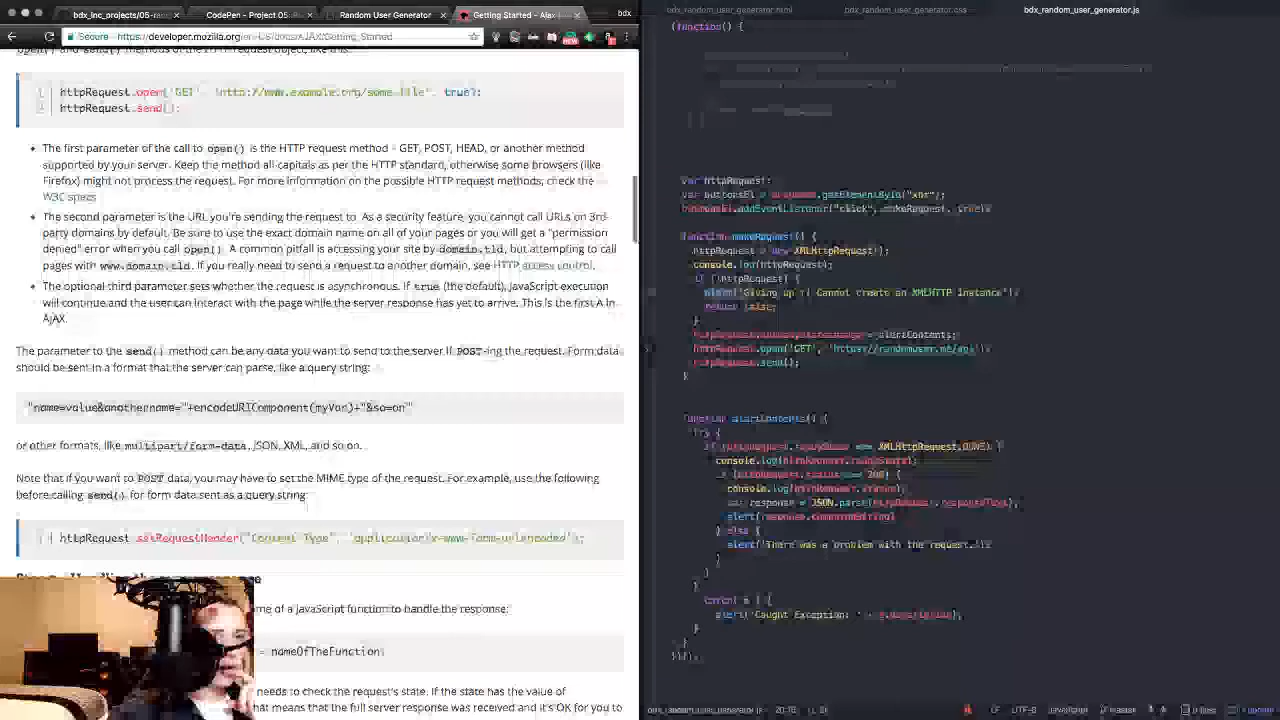 bdx_inc_projects/05-rand
CodePen - Project 05
Random User Generator
Getting Started - Ajax |
bdx
bdx_random_user_generator.html
bdx_random_user_generator.css
bdx_random_user_generator.js
Secure https://developer.mozilla.org/en-US/docs/AJAX/Getting_Started
httpRequest.open('GET', 'http://www.example.org/some.file', true);
httpRequest.send();
The first parameter of the call to open() is the HTTP request method – GET, POST, HEAD, or another method
supported by your server. Keep the method all-capitals as per the HTTP standard, otherwise some browsers (like
Firefox) might not process the request. For more information on the possible HTTP request methods, check the
W3C specs
The second parameter is the URL you're sending the request to. As a security feature, you cannot call URLs on 3rd-
party domains by default. Be sure to use the exact domain name on all of your pages or you will get a "permission
denied" error when you call open(). A common pitfall is accessing your site by domain.tld, but attempting to call
pages with www.domain.tld. If you really need to send a request to another domain, see HTTP access control.
The optional third parameter sets whether the request is asynchronous. If true (the default), JavaScript execution
will continue and the user can interact with the page while the server response has yet to arrive. This is the first A in
AJAX.
The parameter to the send() method can be any data you want to send to the server if POST-ing the request. Form data
should be sent in a format that the server can parse, like a query string:
"name=value&anothername="+encodeURIComponent(myVar)+"&so=on"
or other formats, like multipart/form-data, JSON, XML, and so on.
Note that if you want to POST data, you may have to set the MIME type of the request. For example, use the following
before calling send() for form data sent as a query string:
httpRequest.setRequestHeader('Content-Type', 'application/x-www-form-urlencoded');
me of a JavaScript function to handle the response:
= nameOfTheFunction;
needs to check the request's state. If the state has the value of
hat means that the full server response was received and it's OK for you to
(function() {
var httpRequest;
.getElementById("xhr");
.addEventListener("click", makeRequest, true);
function makeRequest() {
httpRequest = new XMLHttpRequest();
console.log(httpRequest);
if (!httpRequest) {
alert('Giving up :( Cannot create an XMLHTTP instance');
return false;
}
= alertContents;
httpRequest.open('GET', 'https://randomuser.me/api
httpRequest.send();
}
function alertContents() {
try {
if (httpRequest.readyState === XMLHttpRequest.DONE) {
console.log(
=== 200) {
console.log(
var response = JSON.parse(httpRequest.responseText);
alert(response.computedString)
} else {
alert('There was a problem with the request.');
}
}
}
catch( e ) {
alert('Caught Exception: ' + e.description);
}
}
})();
LF UTF-8 JavaScript master